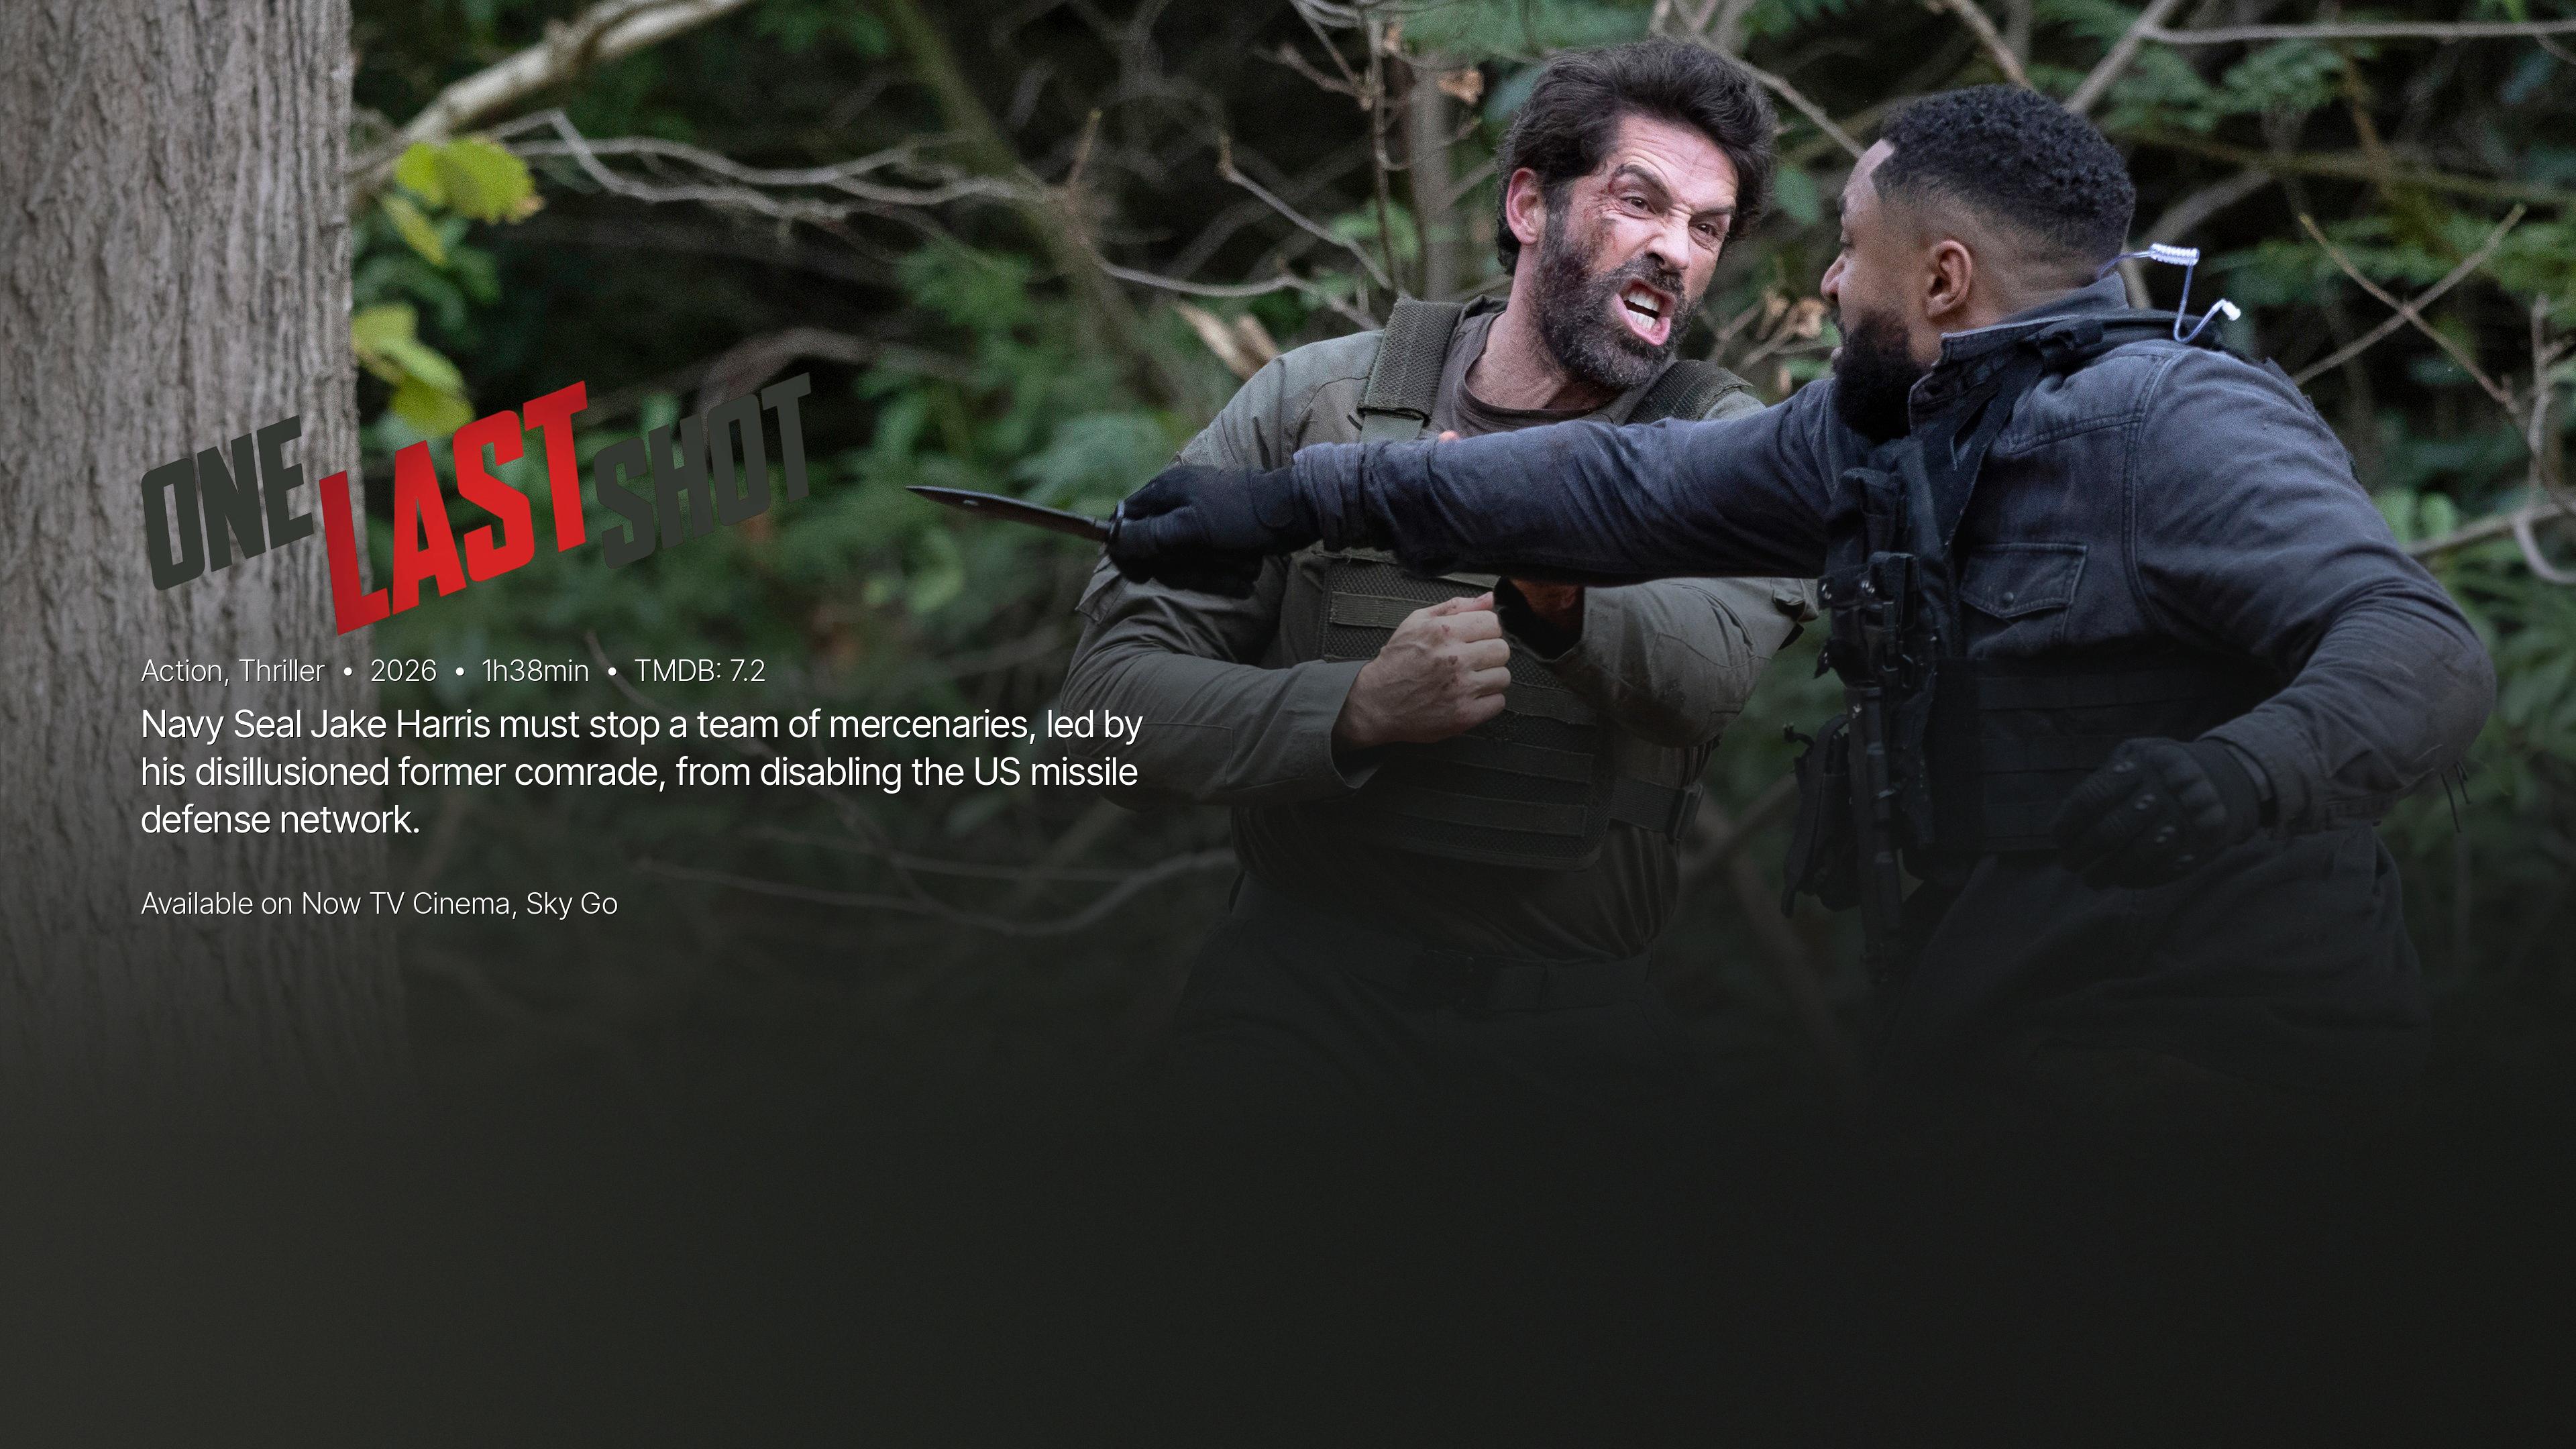 ONE LAST SHOT
Action, Thriller • 2026 • 1h38min • TMDB: 7.2
Navy Seal Jake Harris must stop a team of mercenaries, led by
his disillusioned former comrade, from disabling the US missile
defense network.
Available on Now TV Cinema, Sky Go